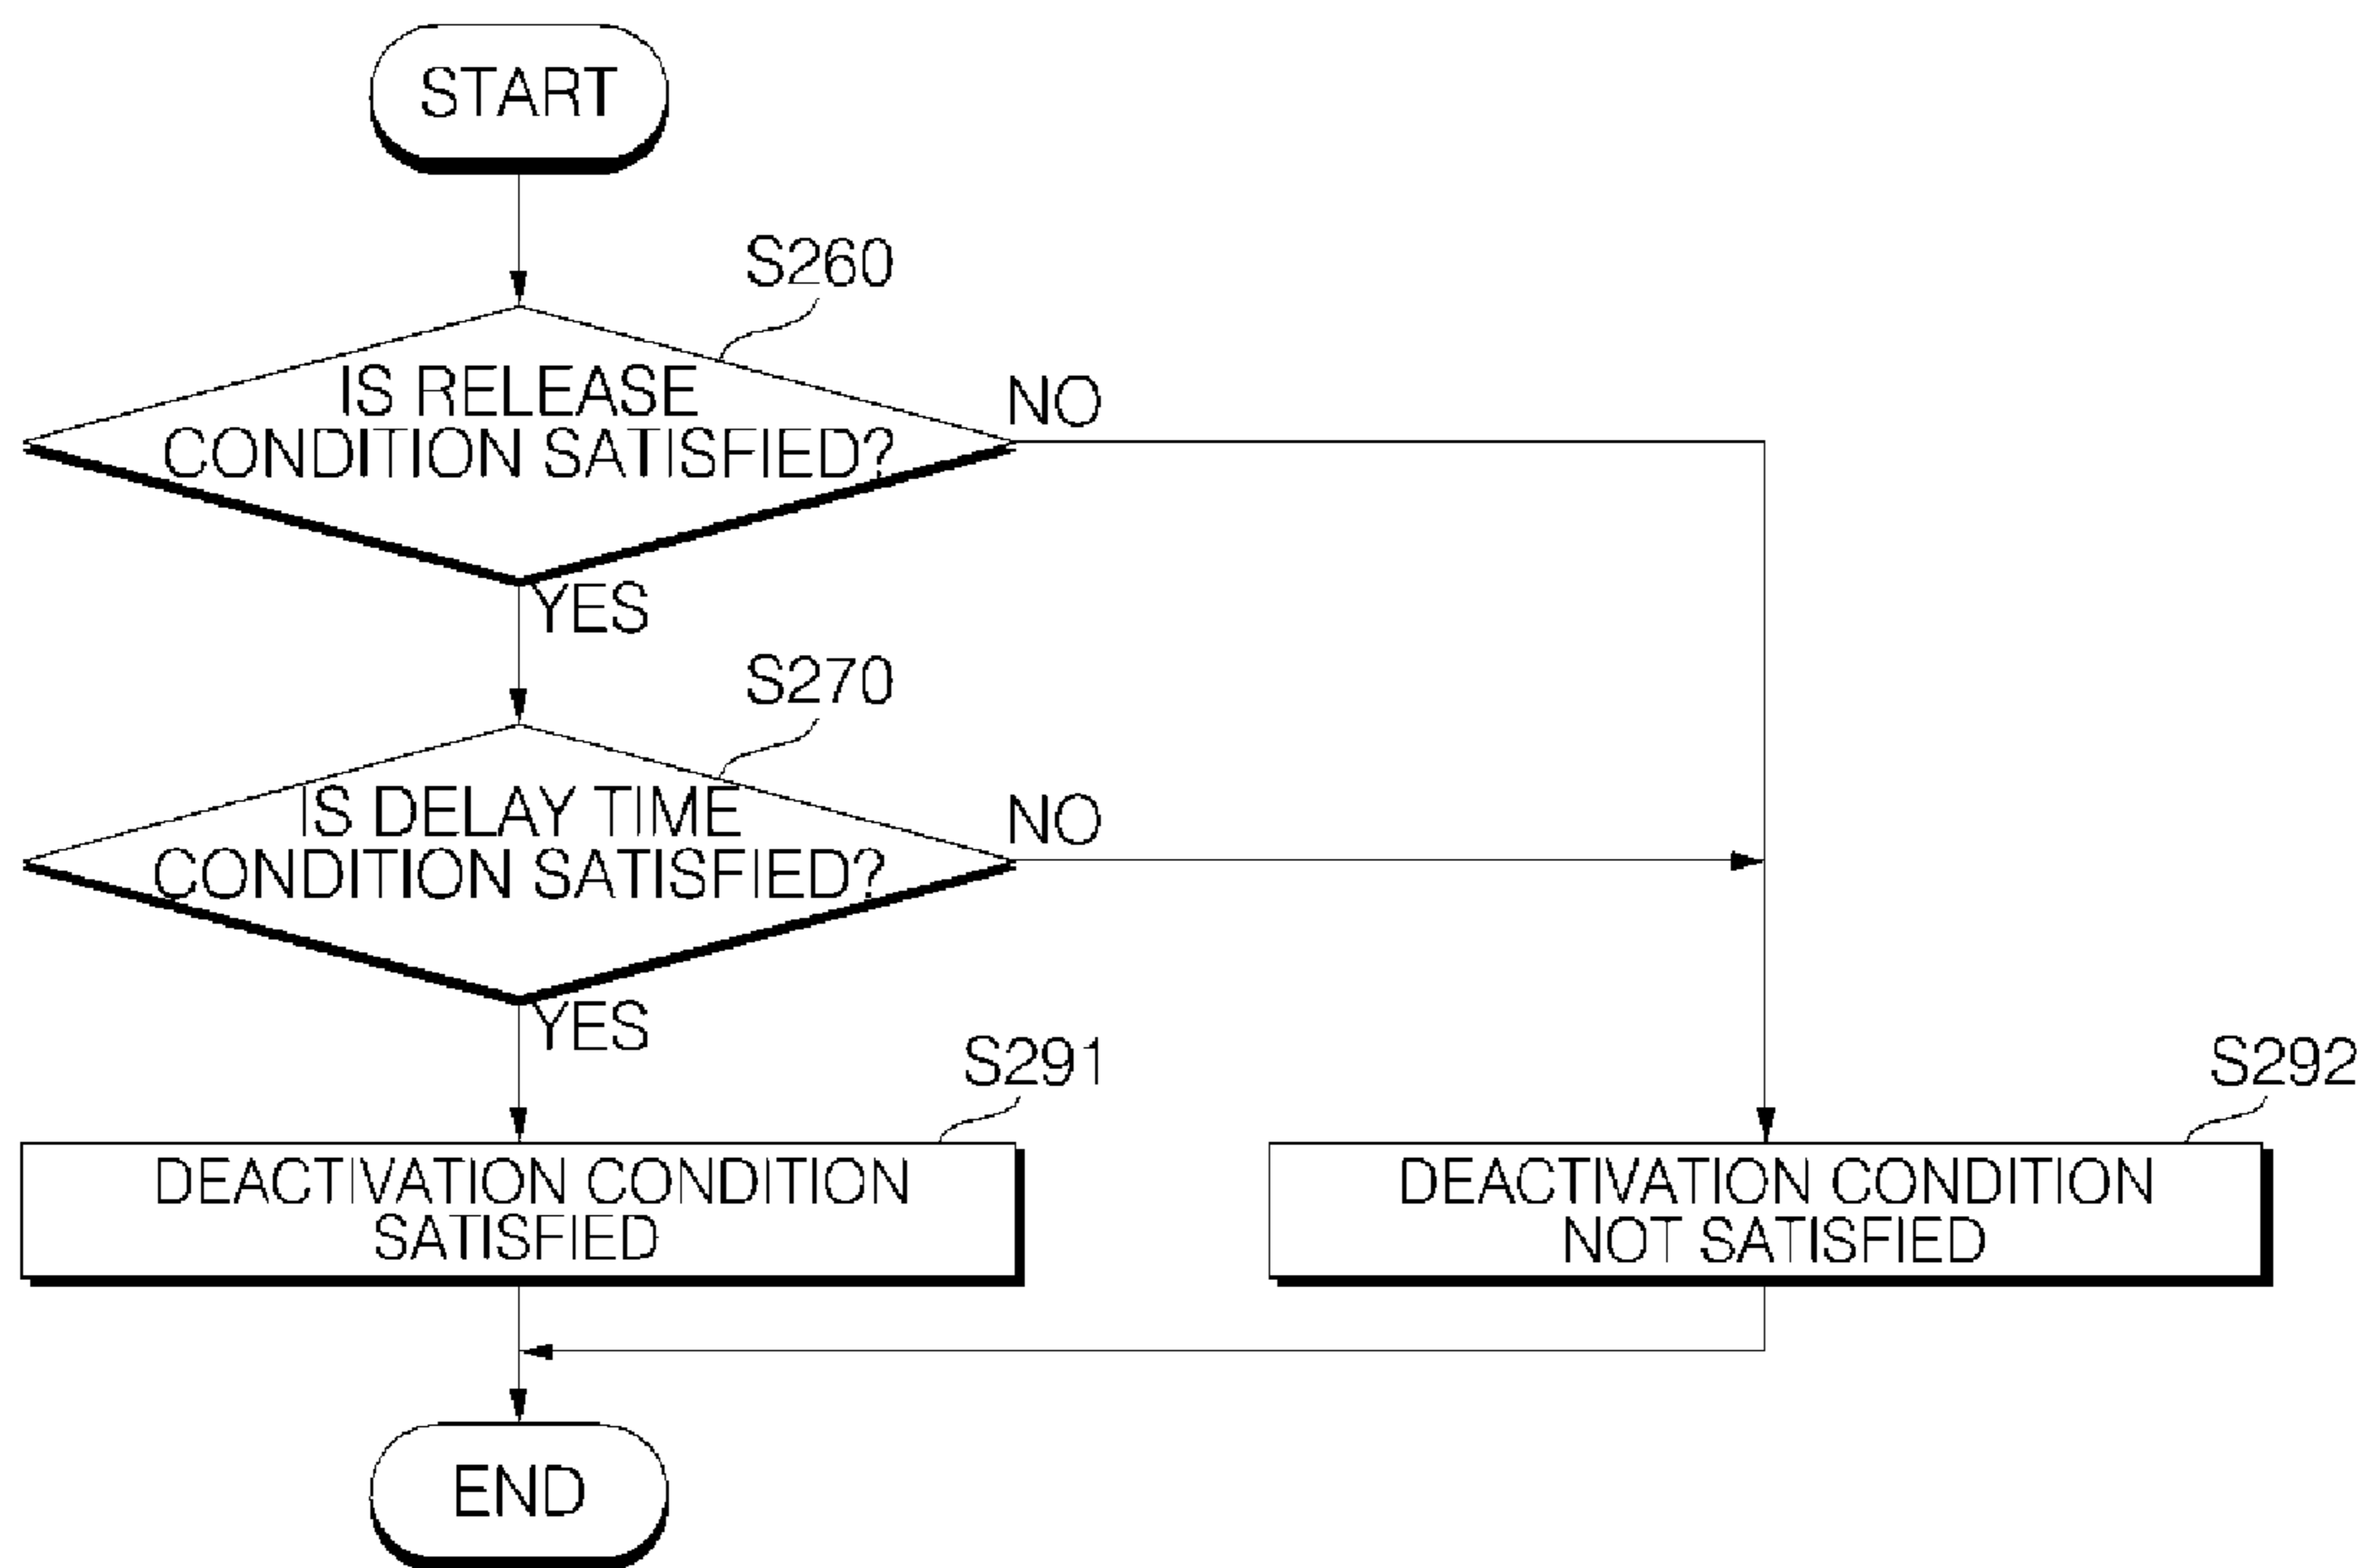 START
S260
IS RELEASE
CONDITION SATISFIED?
NO
YES
S270
IS DELAY TIME
CONDITION SATISFIED?
NO
YES
S291
DEACTIVATION CONDITION
SATISFIED
S292
DEACTIVATION CONDITION
NOT SATISFIED
END